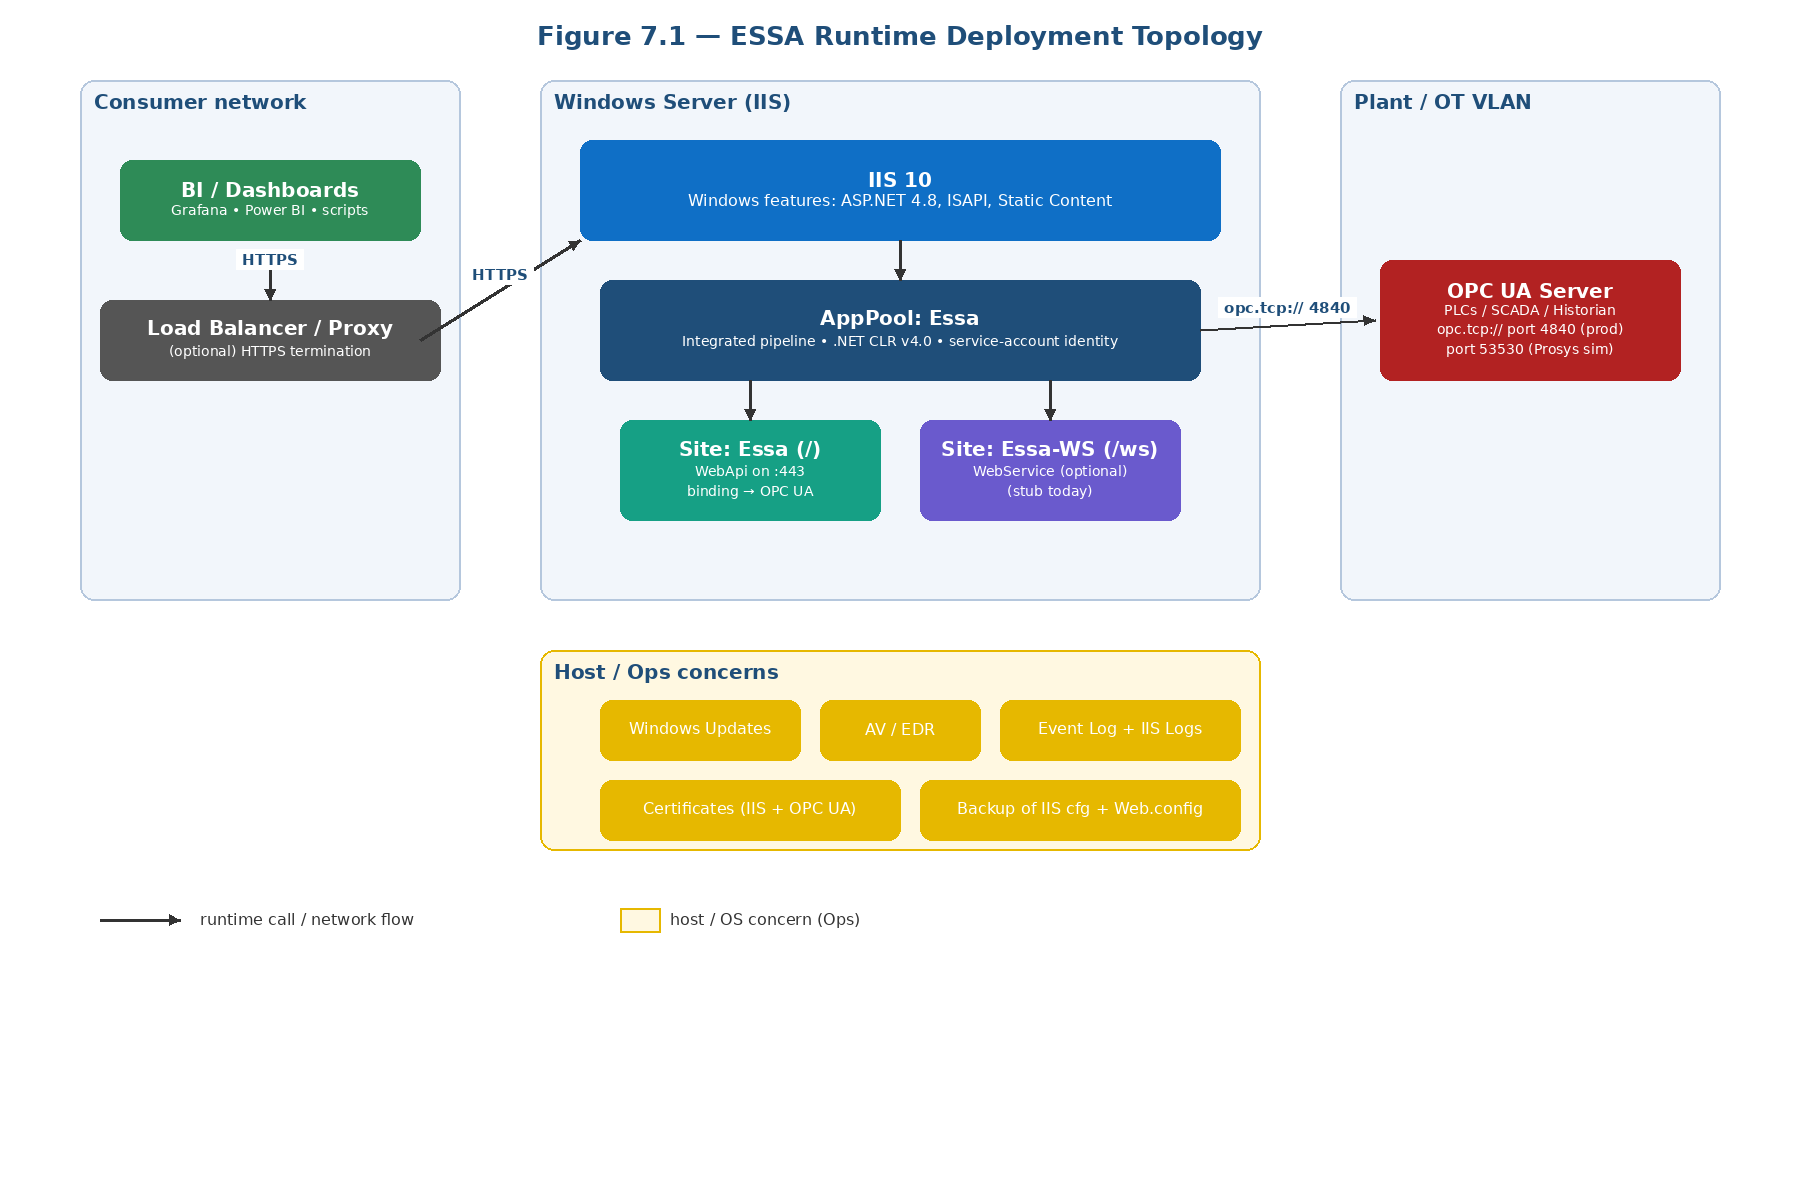 Figure 7.1 — ESSA Runtime Deployment Topology
Consumer network
BI / Dashboards
Grafana • Power BI • scripts
HTTPS
Load Balancer / Proxy
(optional) HTTPS termination
HTTPS
Windows Server (IIS)
IIS 10
Windows features: ASP.NET 4.8, ISAPI, Static Content
AppPool: Essa
Integrated pipeline • .NET CLR v4.0 • service-account identity
Site: Essa (/)
WebApi on :443
binding → OPC UA
Site: Essa-WS (/ws)
WebService (optional)
(stub today)
opc.tcp:// 4840
Plant / OT VLAN
OPC UA Server
PLCs / SCADA / Historian
opc.tcp:// port 4840 (prod)
port 53530 (Prosys sim)
Host / Ops concerns
Windows Updates
AV / EDR
Event Log + IIS Logs
Certificates (IIS + OPC UA)
Backup of IIS cfg + Web.config
runtime call / network flow
host / OS concern (Ops)